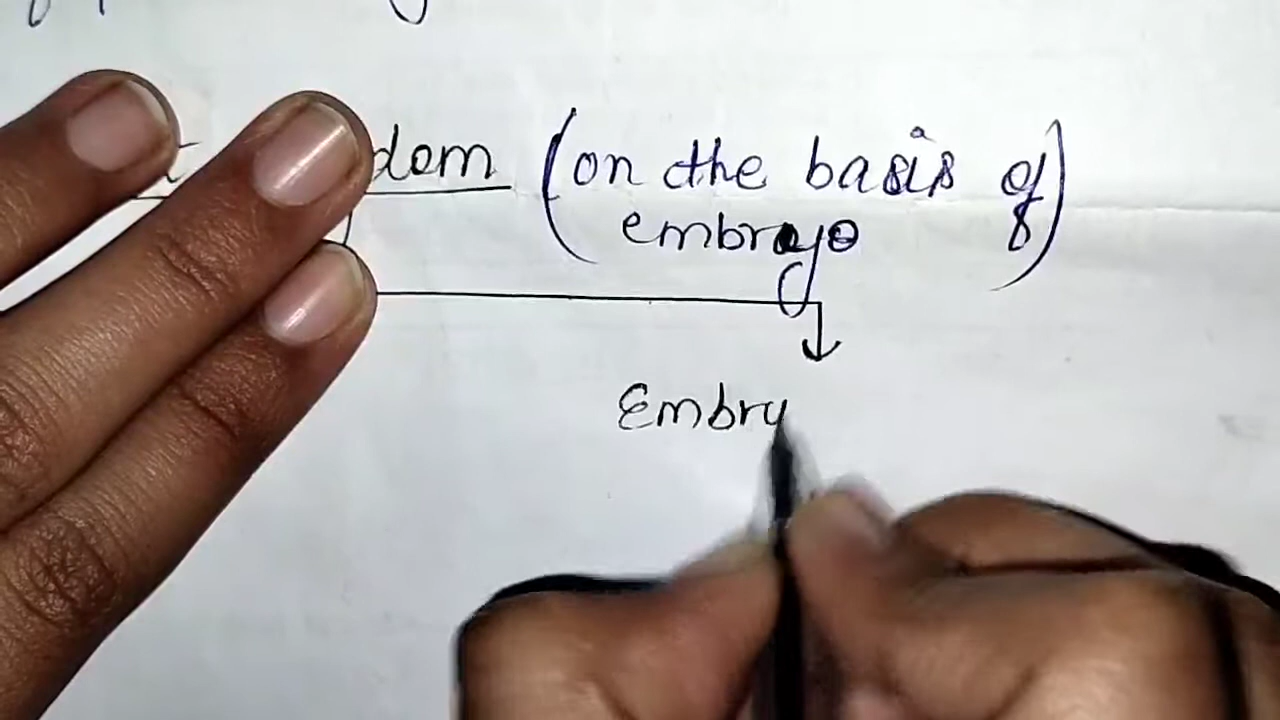 dom (on the basis of
embryo)
Embry